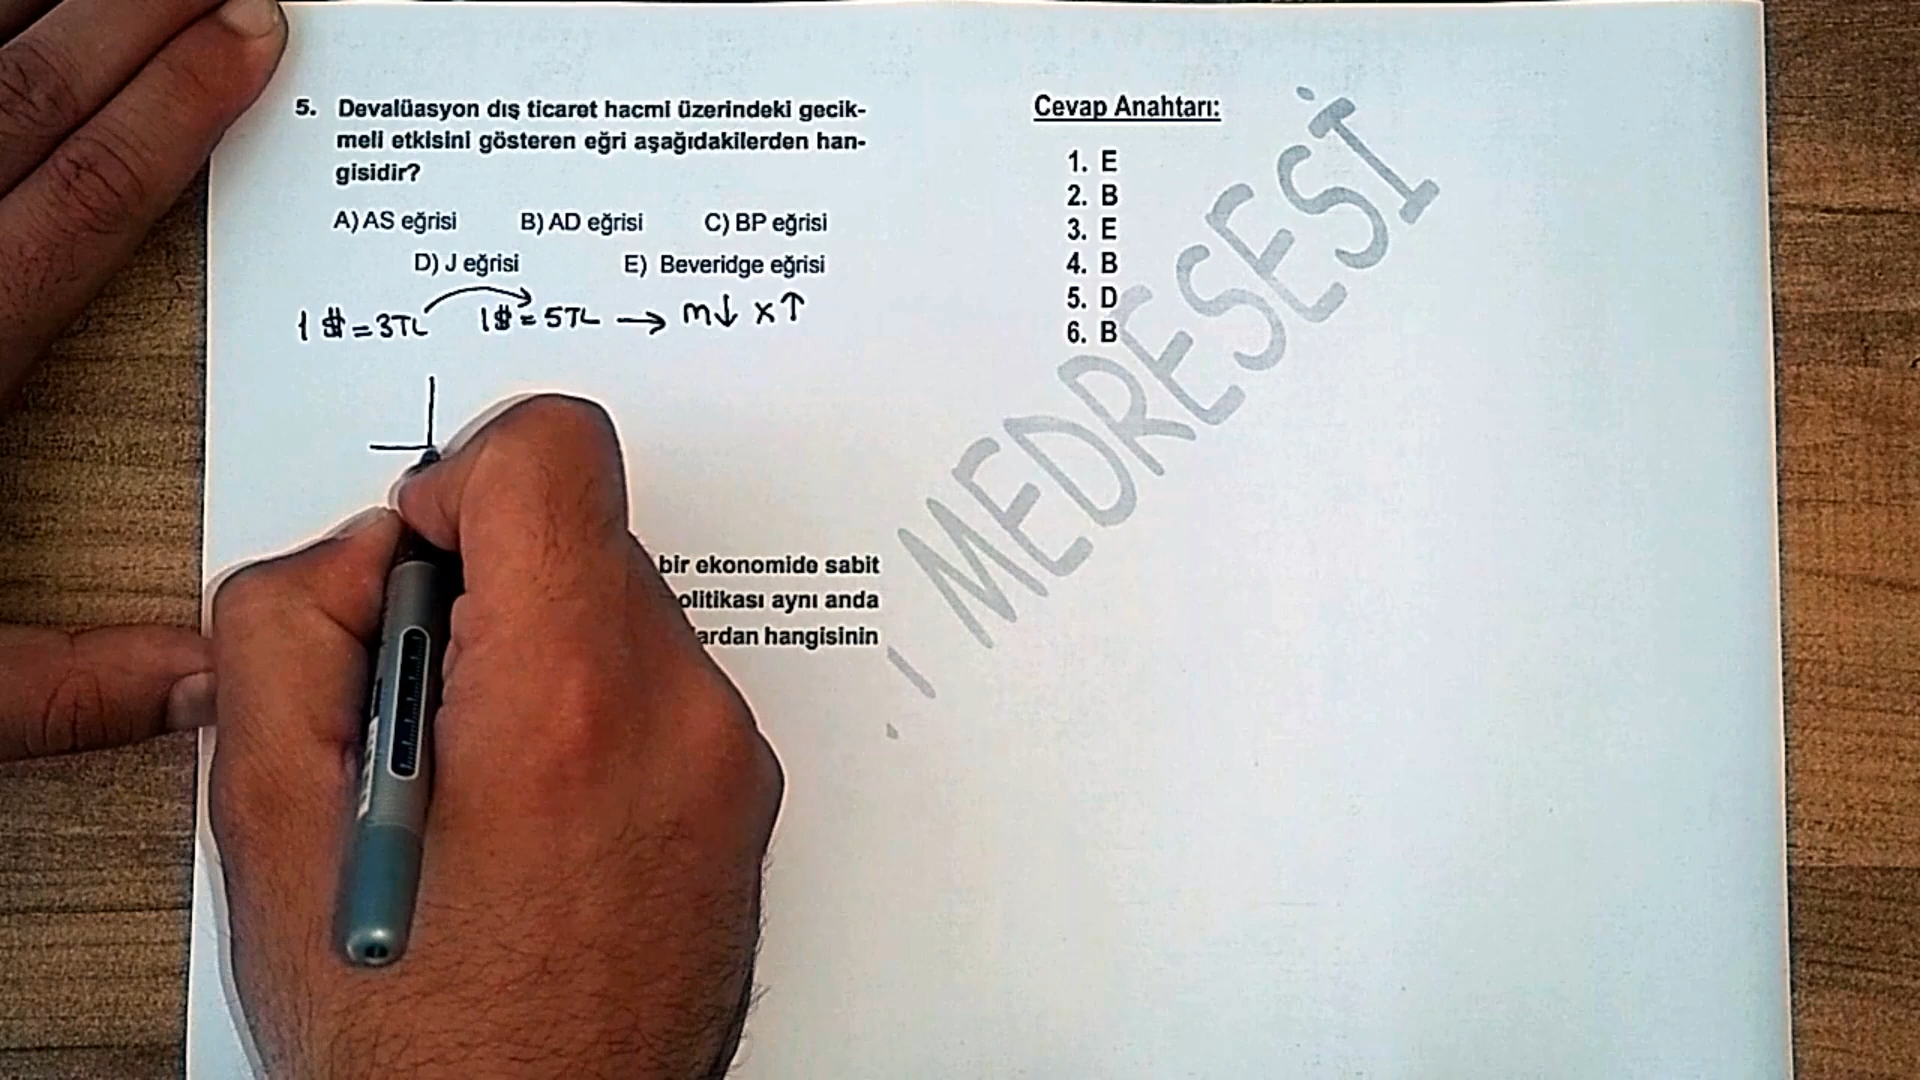 5. Devalüasyon dış ticaret hacmi üzerindeki gecik-
meli etkisini gösteren eğri aşağıdakilerden han-
gisidir?
A) AS eğrisi B) AD eğrisi C) BP eğrisi
D) J eğrisi E) Beveridge eğrisi
1 $ = 3TL 1$ = 5TL → m↓ x↑
bir ekonomide sabit
olitikası aynı anda
ardan hangisinin
Cevap Anahtarı:
1. E
2. B
3. E
4. B
5. D
6. B
MEDRESESİ